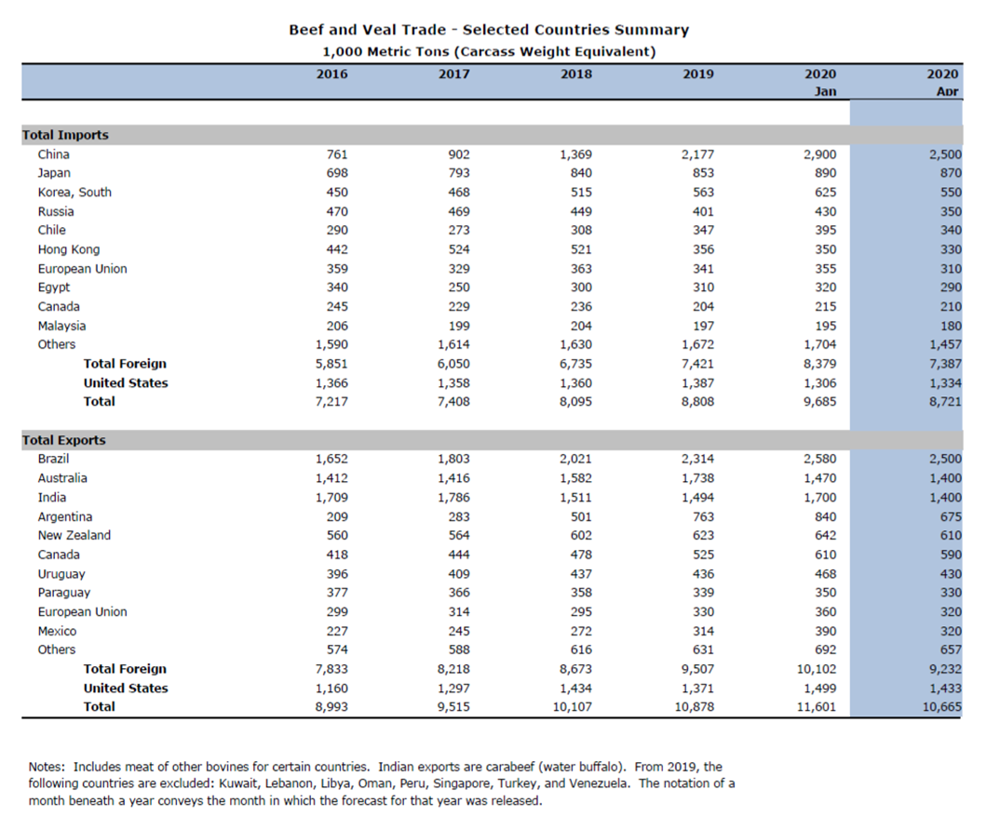 Beef and Veal Trade - Selected Countries Summary
1,000 Metric Tons (Carcass Weight Equivalent)
2016 2017 2018 2019 2020 2020
Jan Apr
Total Imports
China 761 902 1,369 2,177 2,900 2,500
Japan 698 793 840 853 890 870
Korea, South 450 468 515 563 625 550
Russia 470 469 449 401 430 350
Chile 290 273 308 347 395 340
Hong Kong 442 524 521 356 350 330
European Union 359 329 363 341 355 310
Egypt 340 250 300 310 320 290
Canada 245 229 236 204 215 210
Malaysia 206 199 204 197 195 180
Others 1,590 1,614 1,630 1,672 1,704 1,457
Total Foreign 5,851 6,050 6,735 7,421 8,379 7,387
United States 1,366 1,358 1,360 1,387 1,306 1,334
Total 7,217 7,408 8,095 8,808 9,685 8,721
Total Exports
Brazil 1,652 1,803 2,021 2,314 2,580 2,500
Australia 1,412 1,416 1,582 1,738 1,470 1,400
India 1,709 1,786 1,511 1,494 1,700 1,400
Argentina 209 283 501 763 840 675
New Zealand 560 564 602 623 642 610
Canada 418 444 478 525 610 590
Uruguay 396 409 437 436 468 430
Paraguay 377 366 358 339 350 330
European Union 299 314 295 330 360 320
Mexico 227 245 272 314 390 320
Others 574 588 616 631 692 657
Total Foreign 7,833 8,218 8,673 9,507 10,102 9,232
United States 1,160 1,297 1,434 1,371 1,499 1,433
Total 8,993 9,515 10,107 10,878 11,601 10,665
Notes: Includes meat of other bovines for certain countries. Indian exports are carabeef (water buffalo). From 2019, the
following countries are excluded: Kuwait, Lebanon, Libya, Oman, Peru, Singapore, Turkey, and Venezuela. The notation of a
month beneath a year conveys the month in which the forecast for that year was released.